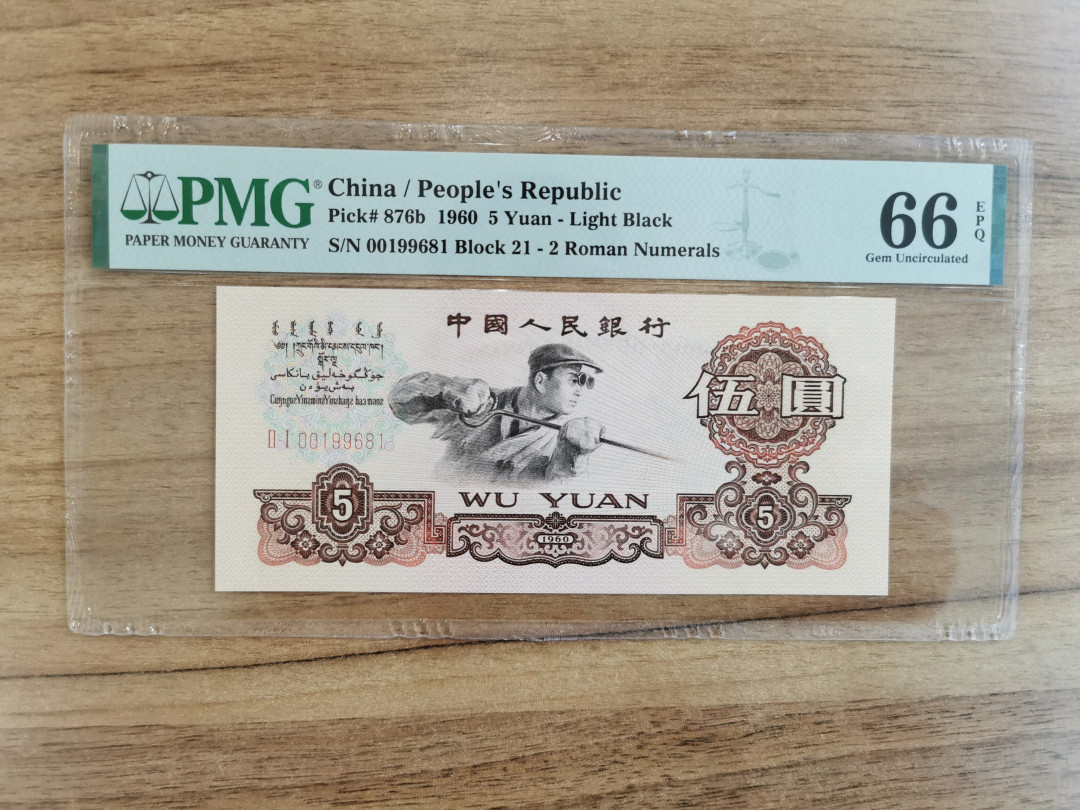 PMG®
PAPER MONEY GUARANTY
China / People's Republic
Pick# 876b 1960 5 Yuan - Light Black
S/N 00199681 Block 21 - 2 Roman Numerals
66 EPQ
Gem Uncirculated
中國人民銀行
伍圓
II I 00199681
WU YUAN
5
1960
5